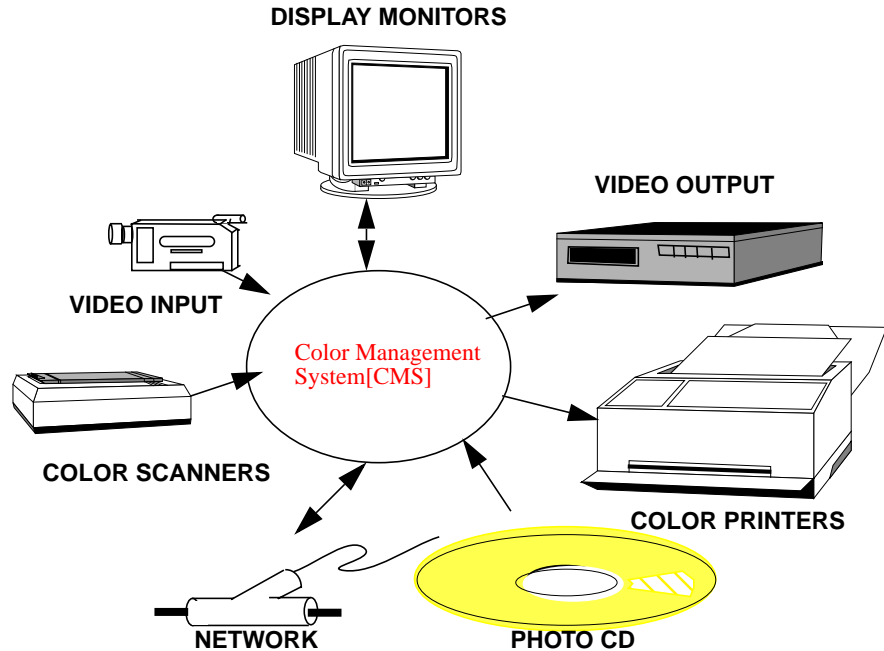 DISPLAY MONITORS
VIDEO OUTPUT
VIDEO INPUT
Color Management
System[CMS]
COLOR SCANNERS
COLOR PRINTERS
NETWORK
PHOTO CD